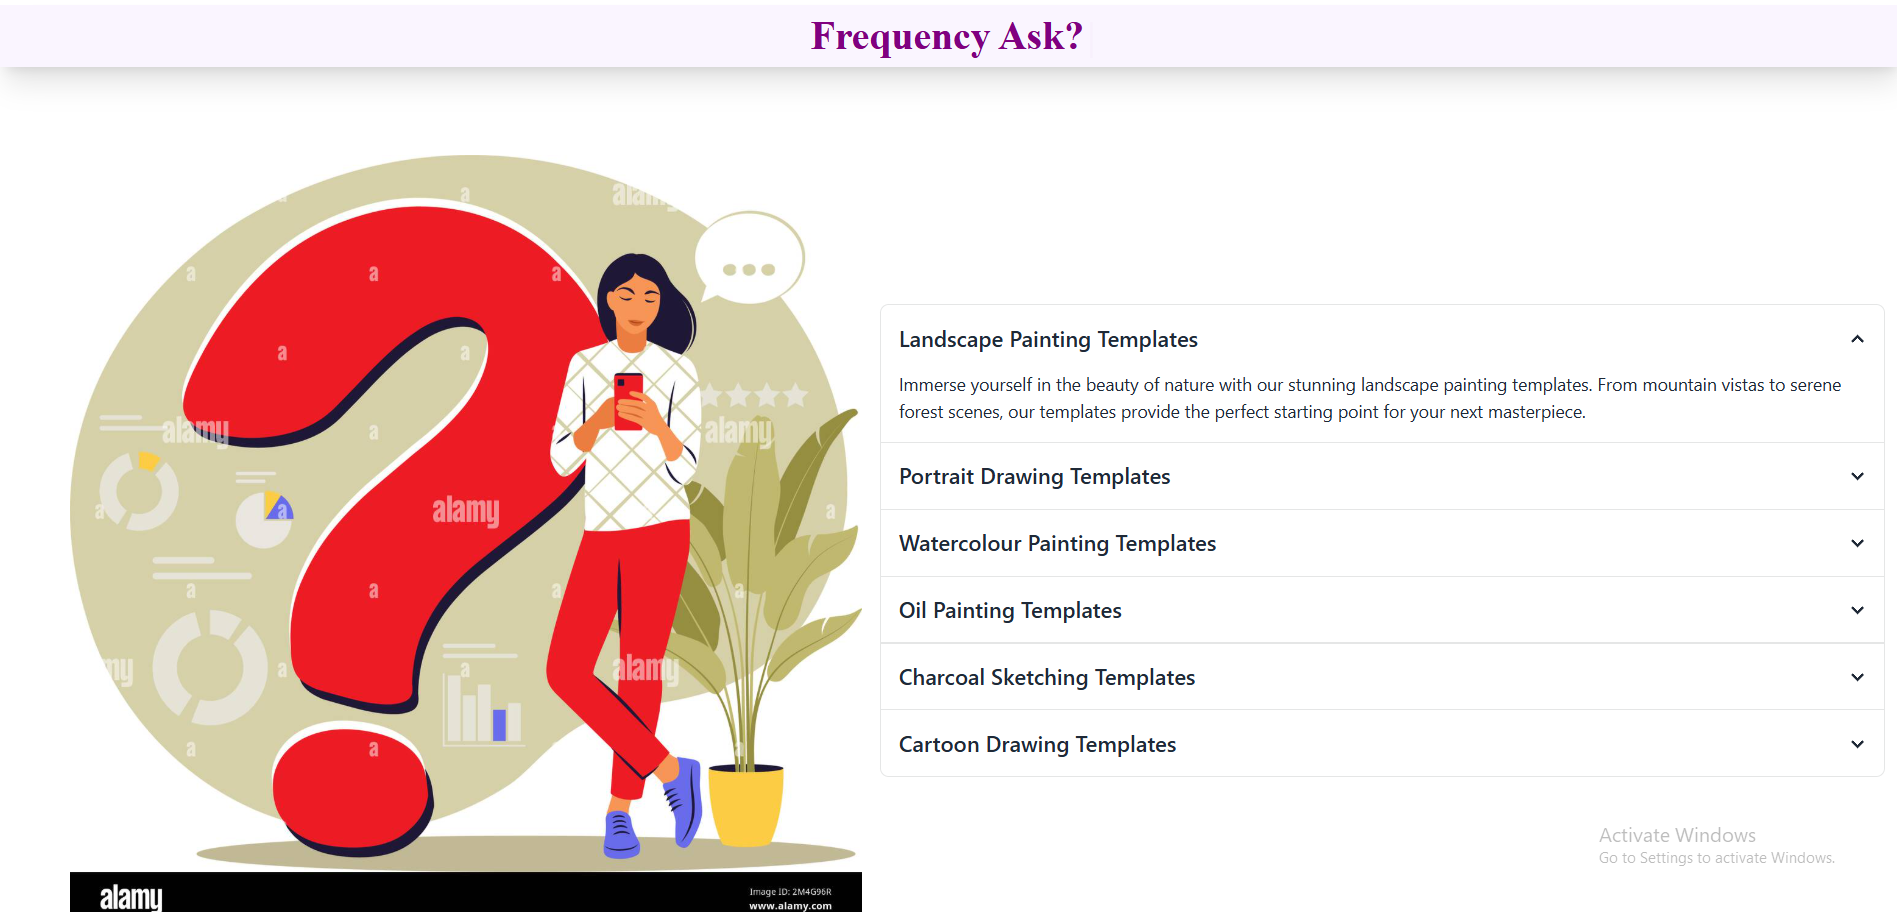 Frequency Ask?
alamy
a
a
a
a
a
a
a
alamy
a
alamy
a
alamy
a
a
a
a
a
my
a
a
alamy
a
a
a
alamy
Image ID: 2M4G96R
www.alamy.com
Landscape Painting Templates
Immerse yourself in the beauty of nature with our stunning landscape painting templates. From mountain vistas to serene
forest scenes, our templates provide the perfect starting point for your next masterpiece.
Portrait Drawing Templates
Watercolour Painting Templates
Oil Painting Templates
Charcoal Sketching Templates
Cartoon Drawing Templates
Activate Windows
Go to Settings to activate Windows.